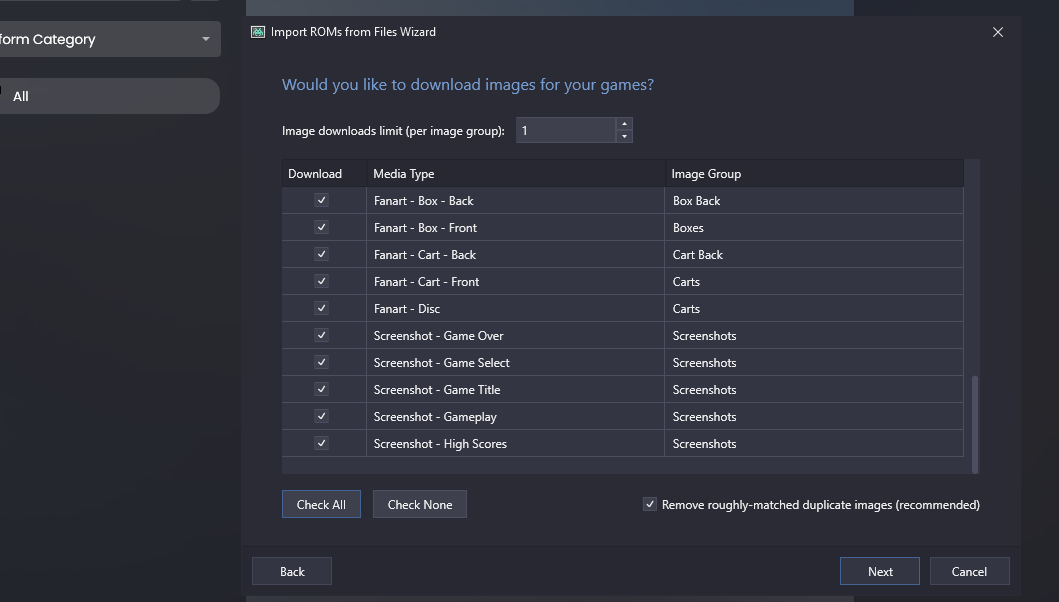 Import ROMs from Files Wizard
form Category
All
Would you like to download images for your games?
Image downloads limit (per image group): 1
Download Media Type Image Group
Fanart - Box - Back Box Back
Fanart - Box - Front Boxes
Fanart - Cart - Back Cart Back
Fanart - Cart - Front Carts
Fanart - Disc Carts
Screenshot - Game Over Screenshots
Screenshot - Game Select Screenshots
Screenshot - Game Title Screenshots
Screenshot - Gameplay Screenshots
Screenshot - High Scores Screenshots
Check All Check None Remove roughly-matched duplicate images (recommended)
Back Next Cancel